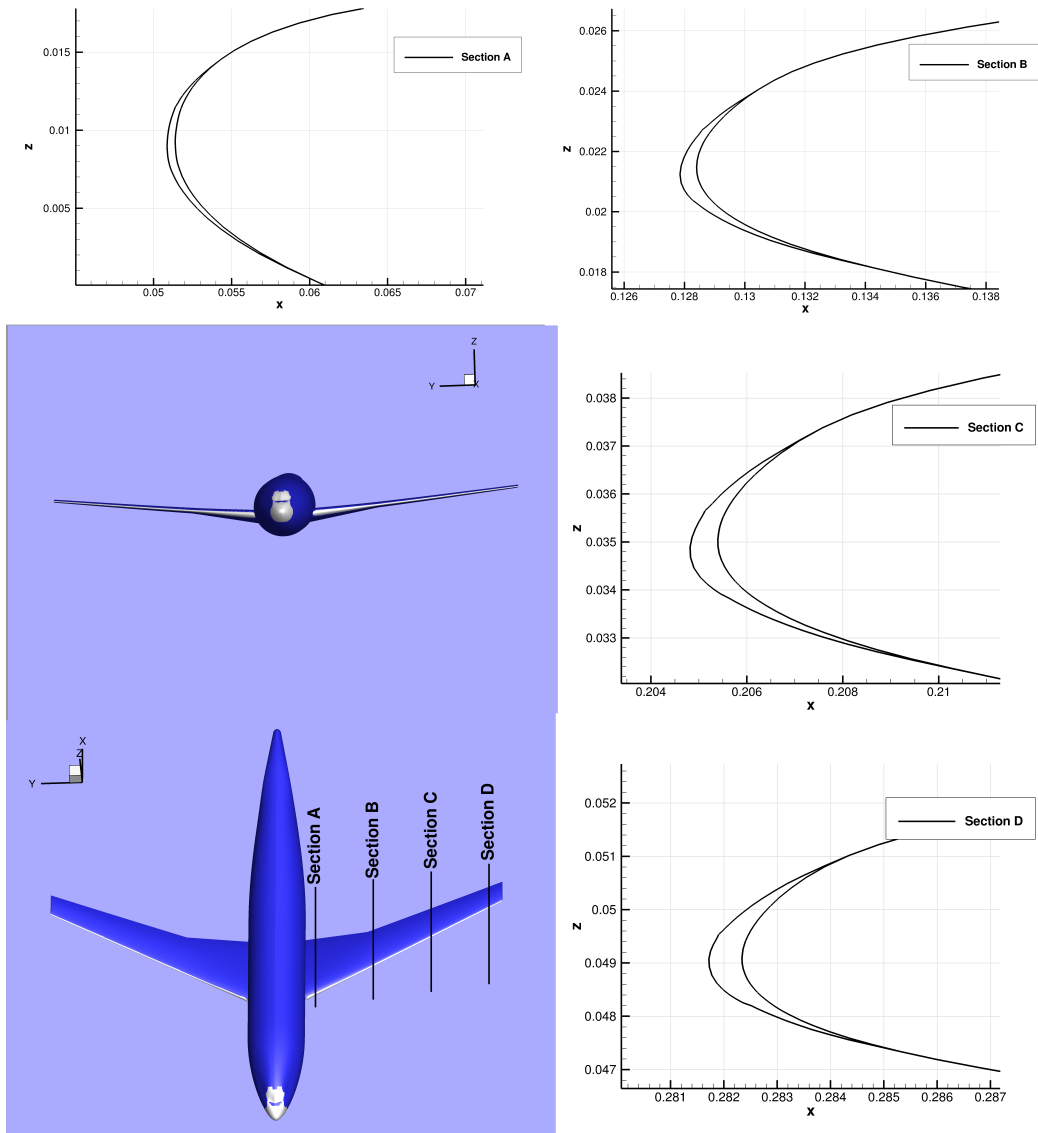 0.015
0.01
0.005
z
Section A
0.05 0.055 0.06 0.065 0.07
x
0.026
0.024
0.022
0.02
0.018
z
Section B
0.126 0.128 0.13 0.132 0.134 0.136 0.138
x
Z
Y X
0.038
0.037
0.036
0.035
0.034
0.033
z
Section C
0.204 0.206 0.208 0.21
x
X
Z
Y
Section A
Section B
Section C
Section D
0.052
0.051
0.05
0.049
0.048
0.047
z
Section D
0.281 0.282 0.283 0.284 0.285 0.286 0.287
x